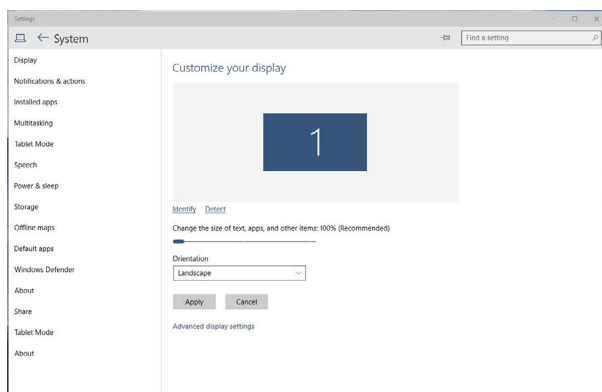 Settings
System
Find a setting
Display
Notifications & actions
Installed apps
Multitasking
Tablet Mode
Speech
Power & sleep
Storage
Offline maps
Default apps
Windows Defender
About
Share
Tablet Mode
About
Customize your display
1
Identify Detect
Change the size of text, apps, and other items: 100% (Recommended)
Orientation
Landscape
Apply Cancel
Advanced display settings